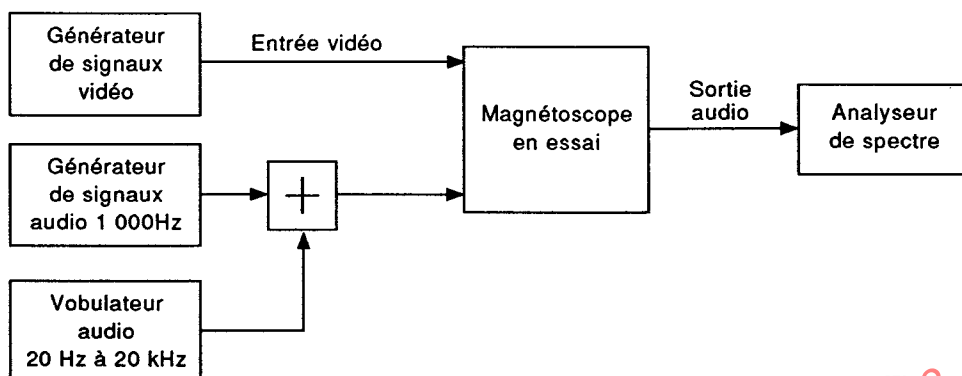 Générateur
de signaux
vidéo
Entrée vidéo
Magnétoscope
en essai
Sortie
audio
Analyseur
de spectre
Générateur
de signaux
audio 1 000Hz
+
Vobulateur
audio
20 Hz à 20 kHz